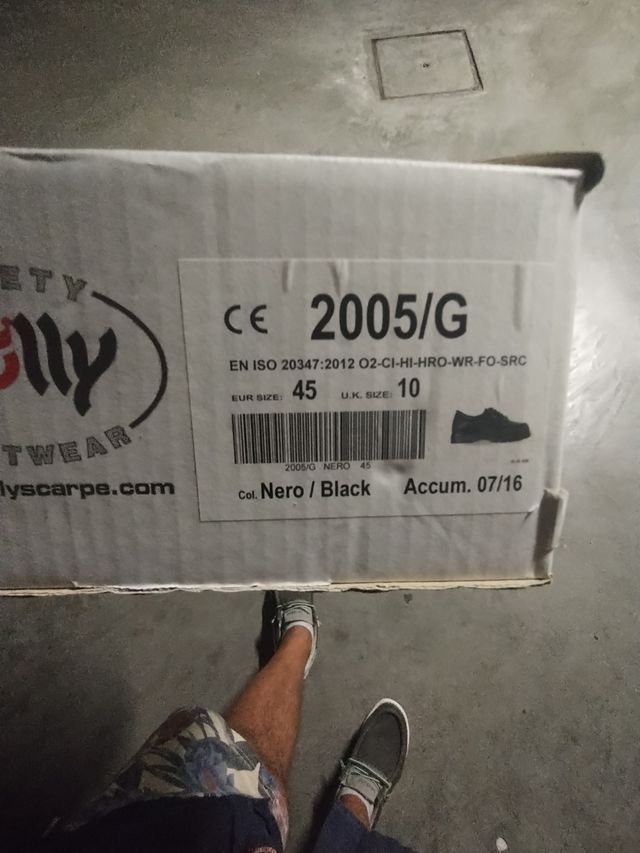 ETY
lly
TWEAR
lyscarpe.com
CE 2005/G
EN ISO 20347:2012 O2-CI-HI-HRO-WR-FO-SRC
EUR SIZE: 45 U.K. SIZE: 10
2005/G NERO 45
Col. Nero / Black Accum. 07/16